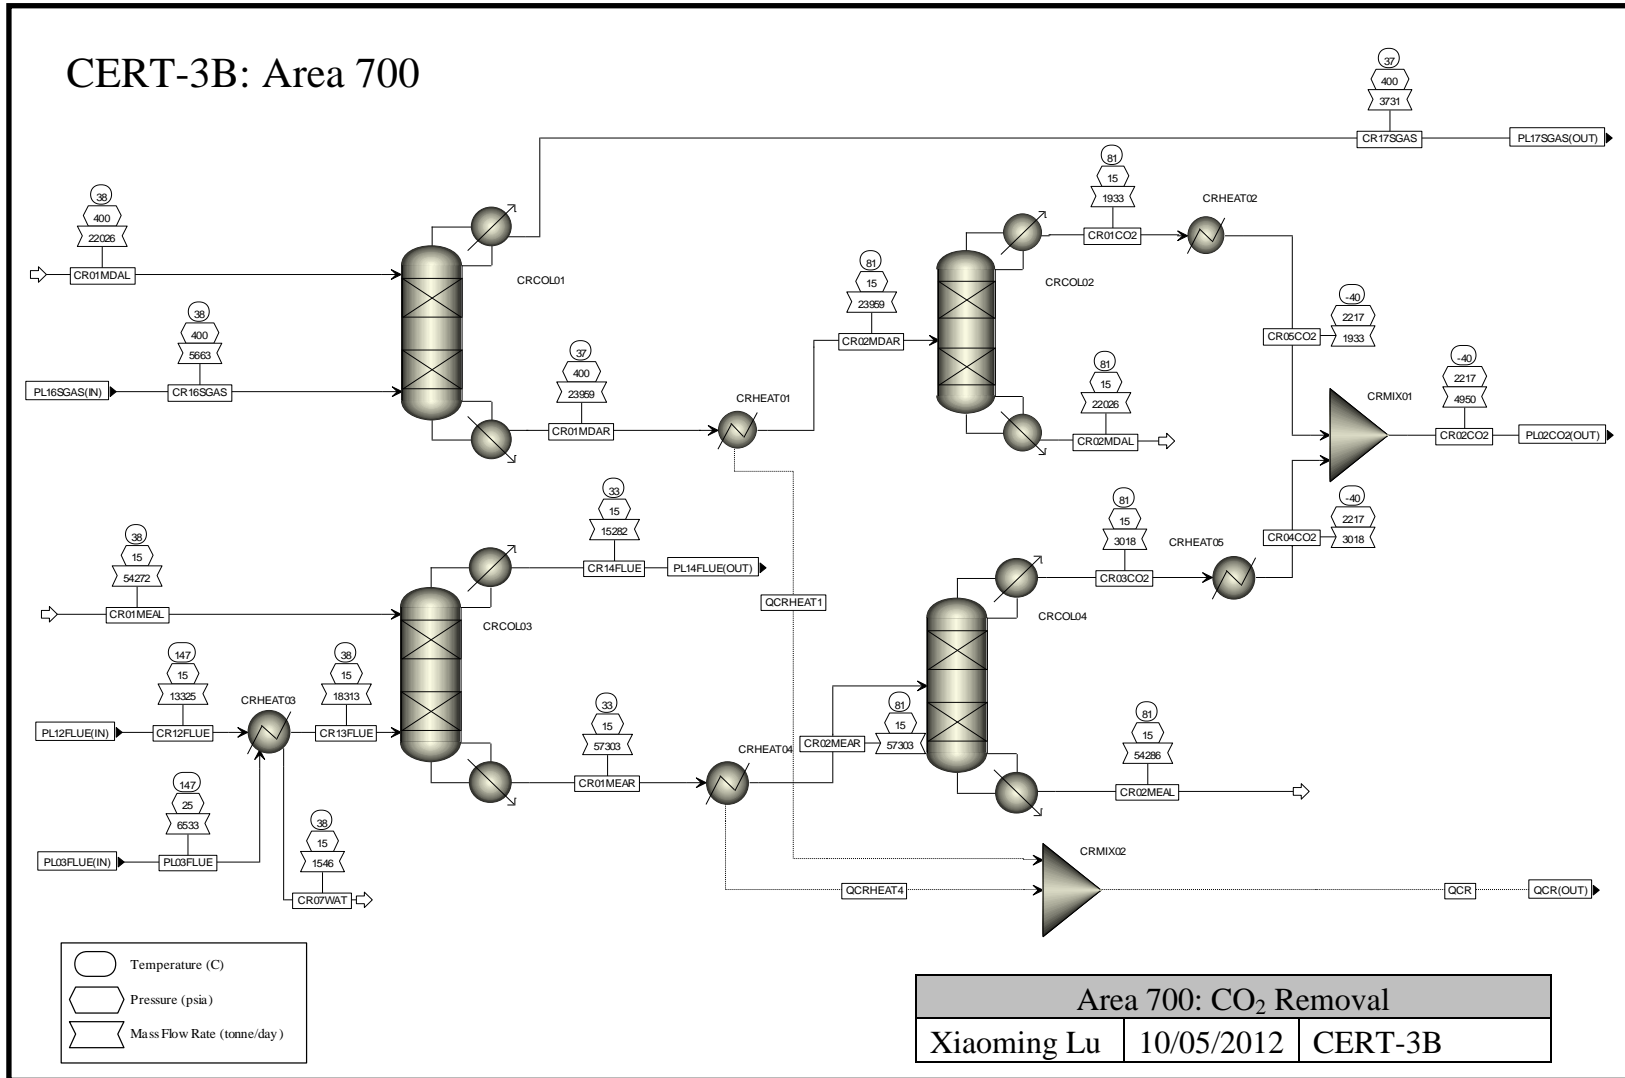 CERT-3B: Area 700
37
400
3731
CR17SGAS
PL17SGAS(OUT)
81
15
1933
CR01CO2
CRHEAT02
38
400
22026
CR01MDAL
CRCOL01
81
15
23959
CR02MDAR
CRCOL02
38
400
5663
PL16SGAS(IN)
CR16SGAS
-40
2217
1933
CR05CO2
37
400
23959
CR01MDAR
CRHEAT01
81
15
22026
CR02MDAL
CRMIX01
-40
2217
4950
CR02CO2
PL02CO2(OUT)
33
15
15282
CR14FLUE
PL14FLUE(OUT)
38
15
54272
CR01MEAL
CRCOL03
QCRHEAT1
81
15
3018
CR03CO2
CRHEAT05
-40
2217
3018
CR04CO2
CRCOL04
147
15
13325
PL12FLUE(IN)
CR12FLUE
CRHEAT03
38
15
18313
CR13FLUE
33
15
57303
CR01MEAR
CRHEAT04
81
15
57303
CR02MEAR
81
15
54286
CR02MEAL
147
25
6533
PL03FLUE(IN)
PL03FLUE
38
15
1546
CR07WAT
CRMIX02
QCRHEAT4
QCR
QCR(OUT)
Temperature (C)
Pressure (psia)
Mass Flow Rate (tonne/day)
Area 700: CO₂ Removal
Xiaoming Lu 10/05/2012 CERT-3B